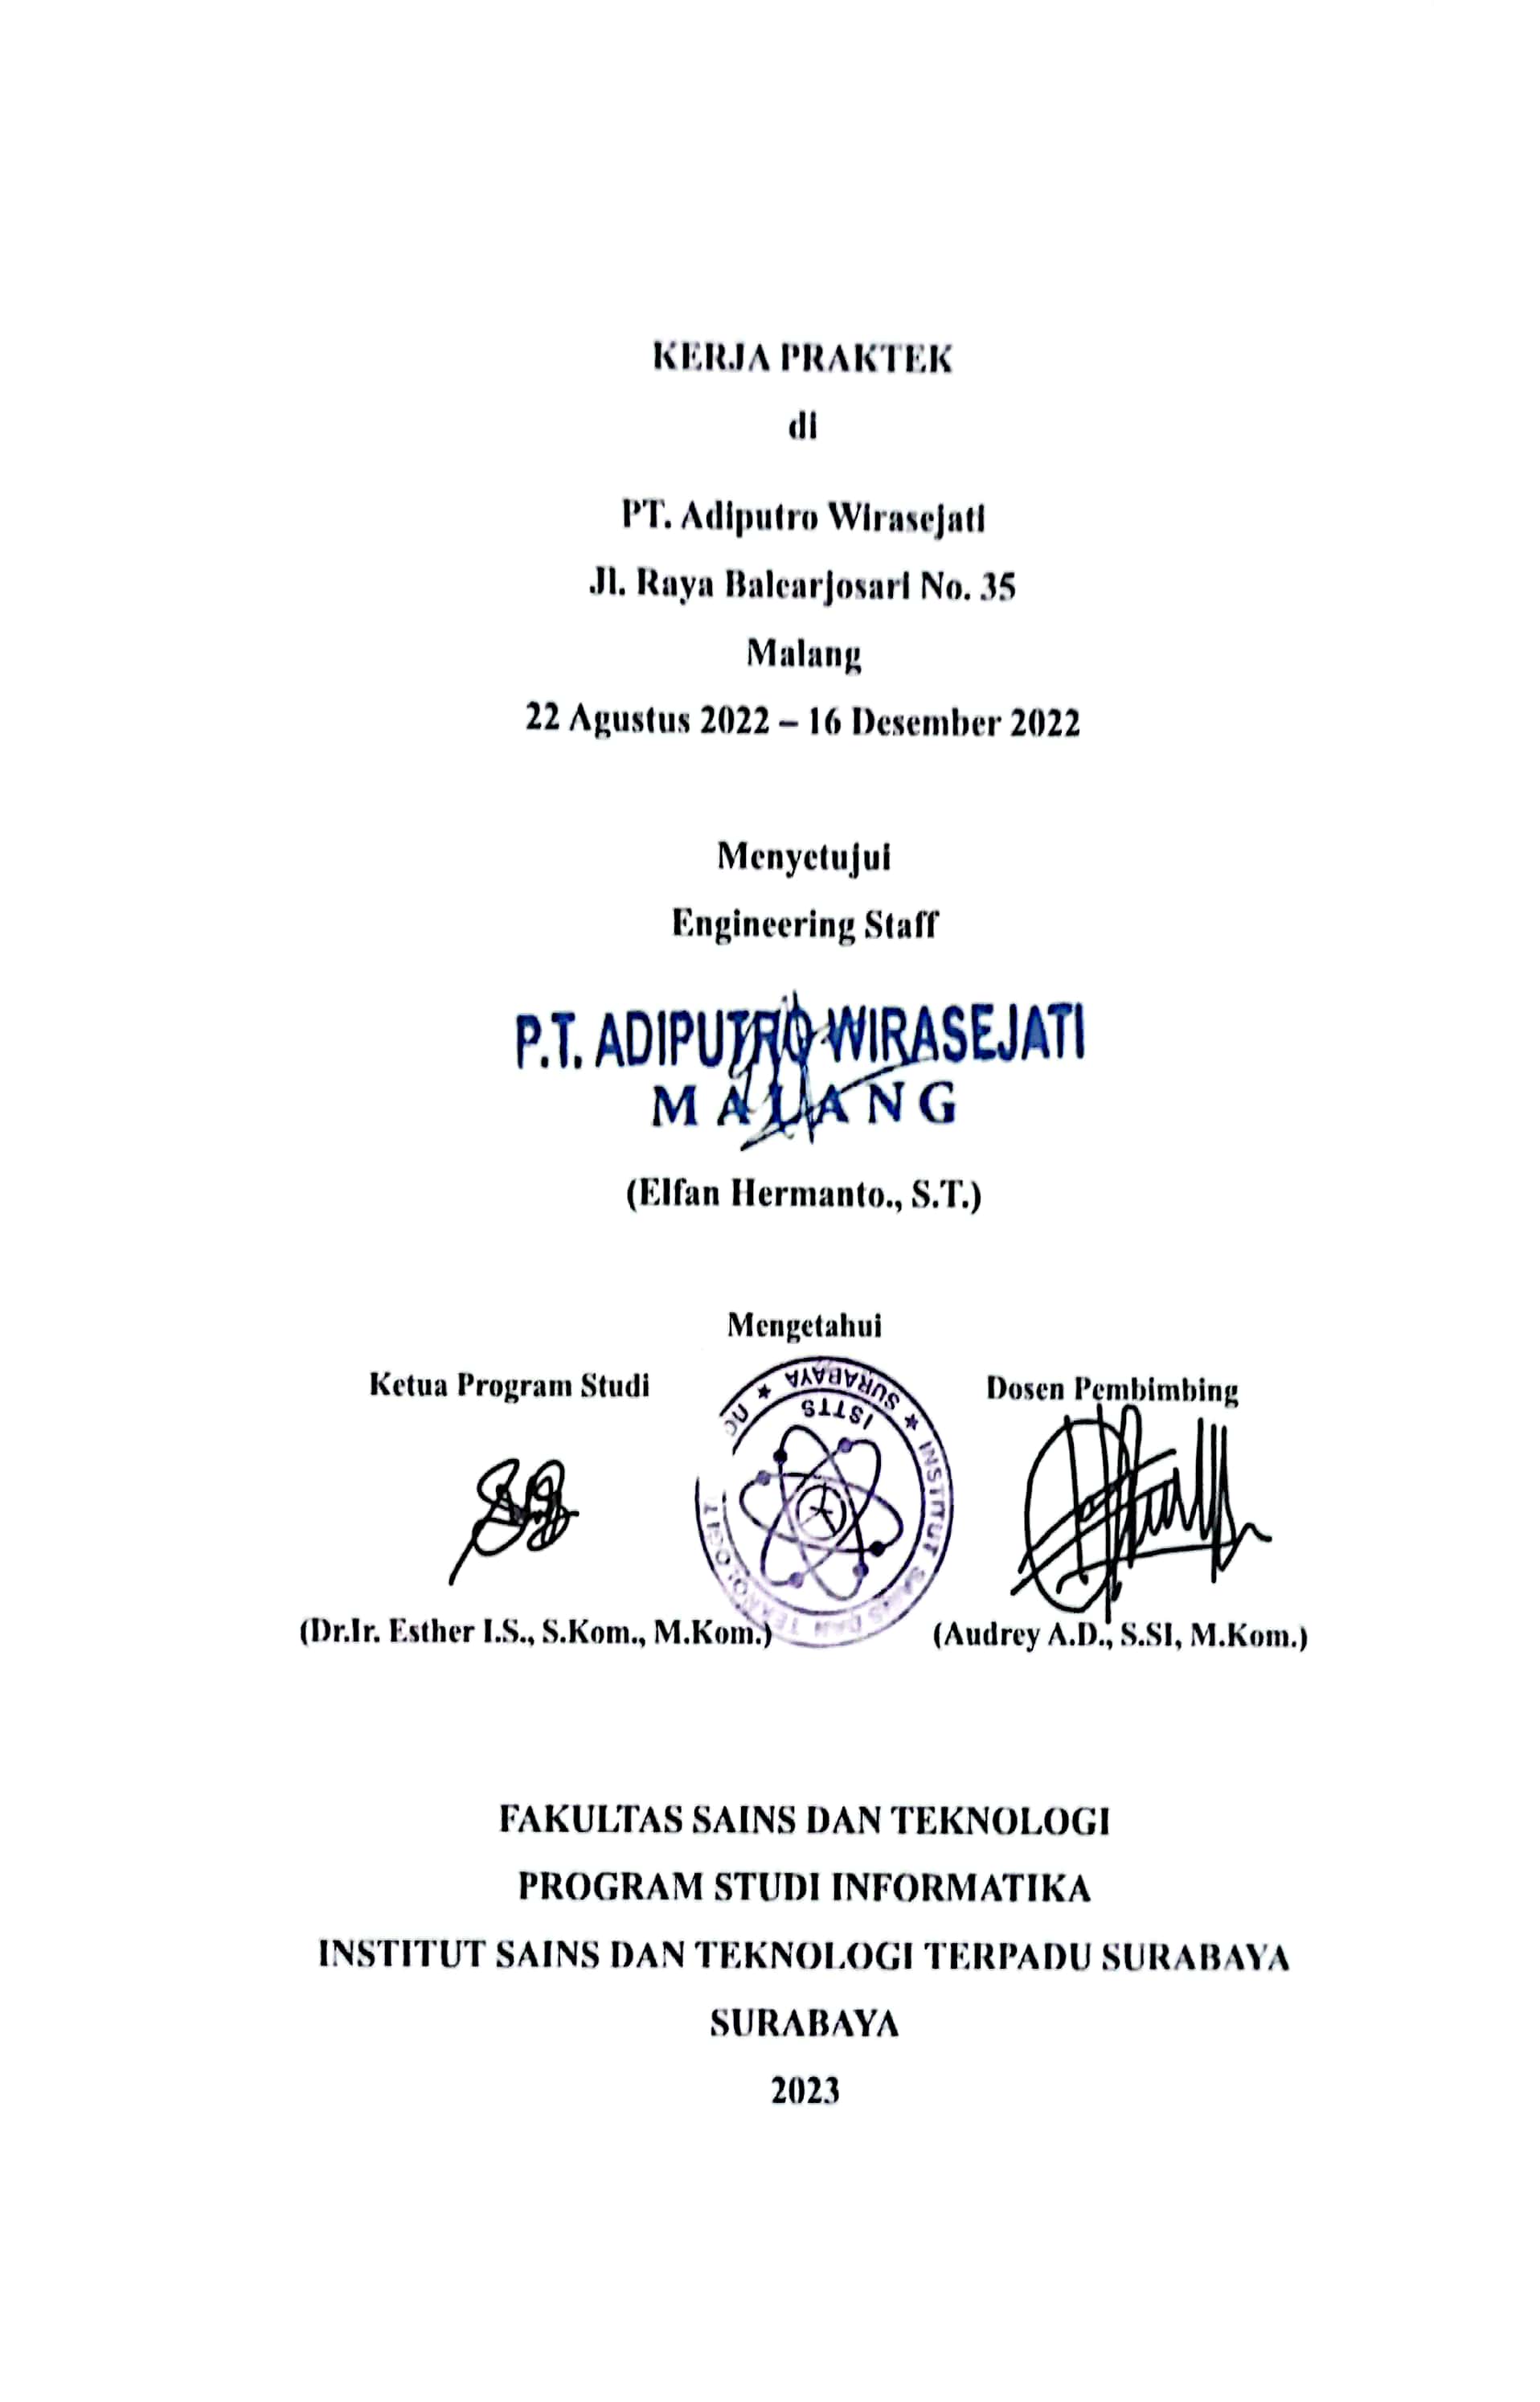 KERJA PRAKTEK
di
PT. Adiputro Wirasejati
Jl. Raya Balearjosari No. 35
Malang
22 Agustus 2022 – 16 Desember 2022
Menyetujui
Engineering Staff
P.T. ADIPUTRO WIRASEJATI
MALANG
(Elfan Hermanto., S.T.)
Mengetahui
Ketua Program Studi
Dosen Pembimbing
SURABAYA ★ INSTITUT SAINS DAN TEKNOLOGI
ISTTS
(Dr.Ir. Esther I.S., S.Kom., M.Kom.)
(Audrey A.D., S.SI, M.Kom.)
FAKULTAS SAINS DAN TEKNOLOGI
PROGRAM STUDI INFORMATIKA
INSTITUT SAINS DAN TEKNOLOGI TERPADU SURABAYA
SURABAYA
2023